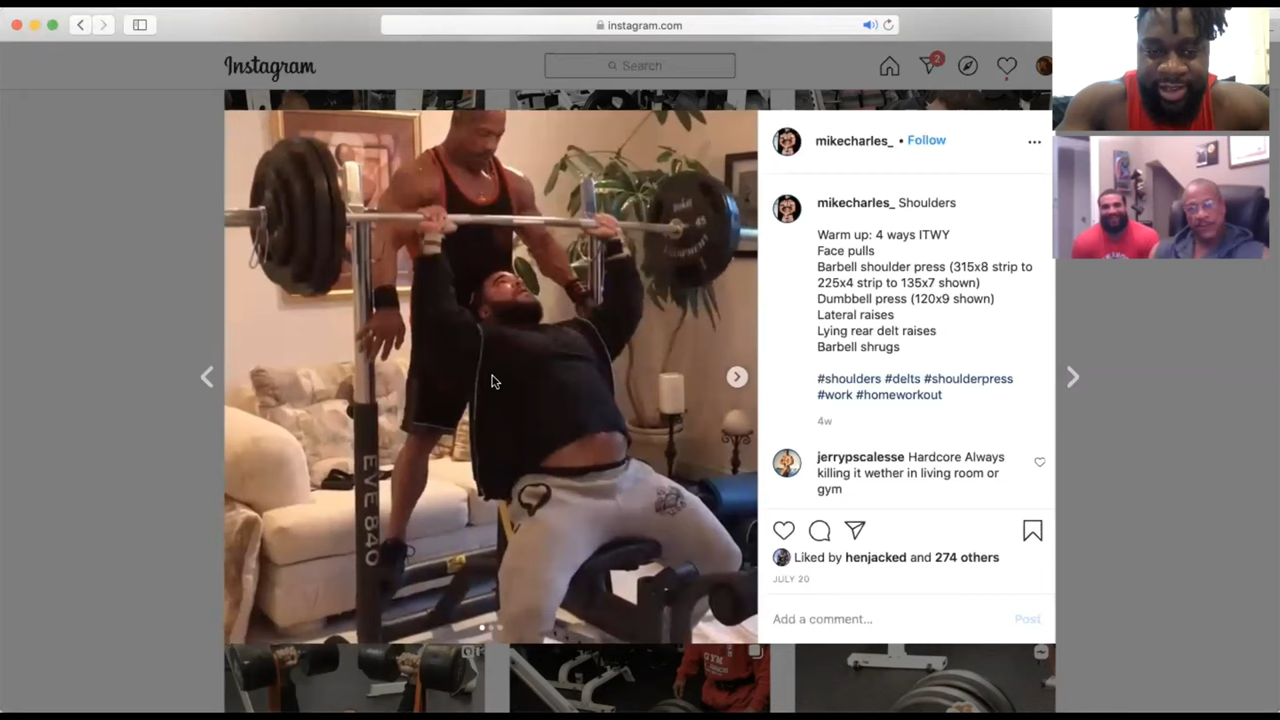 instagram.com
Instagram
Search
2
mikecharles_ • Follow
mikecharles_ Shoulders
Warm up: 4 ways ITWY
Face pulls
Barbell shoulder press (315x8 strip to
225x4 strip to 135x7 shown)
Dumbbell press (120x9 shown)
Lateral raises
Lying rear delt raises
Barbell shrugs
#shoulders #delts #shoulderpress
#work #homeworkout
4w
jerrypscalesse Hardcore Always
killing it wether in living room or
gym
Liked by henjacked and 274 others
JULY 20
Add a comment...
Post
EVE 840
45
GYM